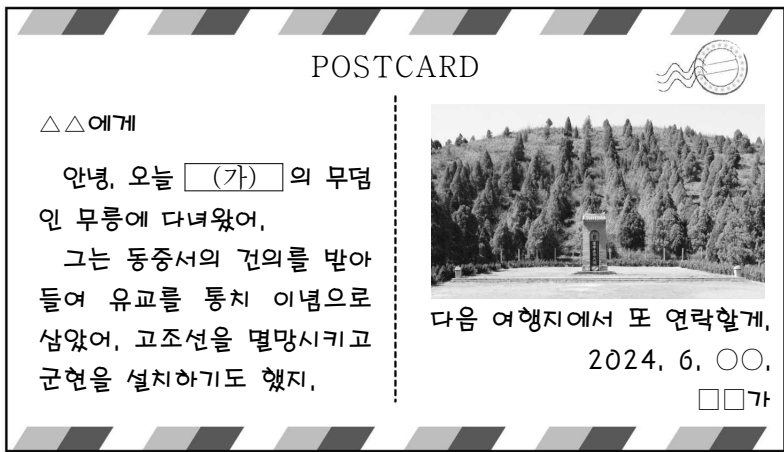 POSTCARD
△△에게
안녕, 오늘 (가) 의 무덤
인 무릉에 다녀왔어.
그는 동중서의 건의를 받아
들여 유교를 통치 이념으로
삼았어. 고조선을 멸망시키고
군현을 설치하기도 했지.
다음 여행지에서 또 연락할게.
2024. 6. ○○.
□□가